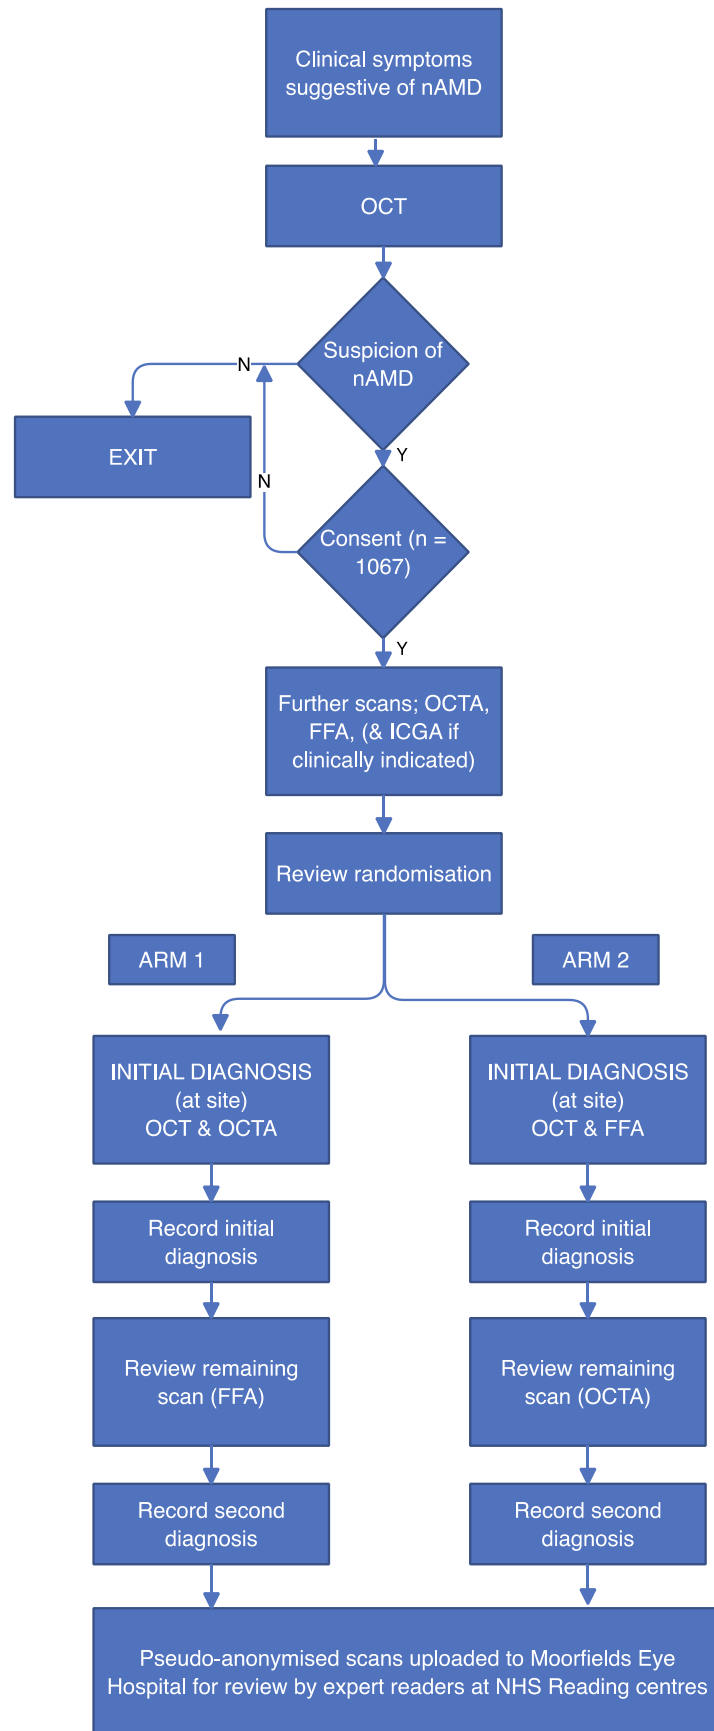 Clinical symptoms
suggestive of nAMD
OCT
Suspicion of
nAMD
N
EXIT
Y
N
Consent (n =
1067)
Y
Further scans; OCTA,
FFA, (& ICGA if
clinically indicated)
Review randomisation
ARM 1
ARM 2
INITIAL DIAGNOSIS
(at site)
OCT & OCTA
INITIAL DIAGNOSIS
(at site)
OCT & FFA
Record initial
diagnosis
Record initial
diagnosis
Review remaining
scan (FFA)
Review remaining
scan (OCTA)
Record second
diagnosis
Record second
diagnosis
Pseudo-anonymised scans uploaded to Moorfields Eye
Hospital for review by expert readers at NHS Reading centres